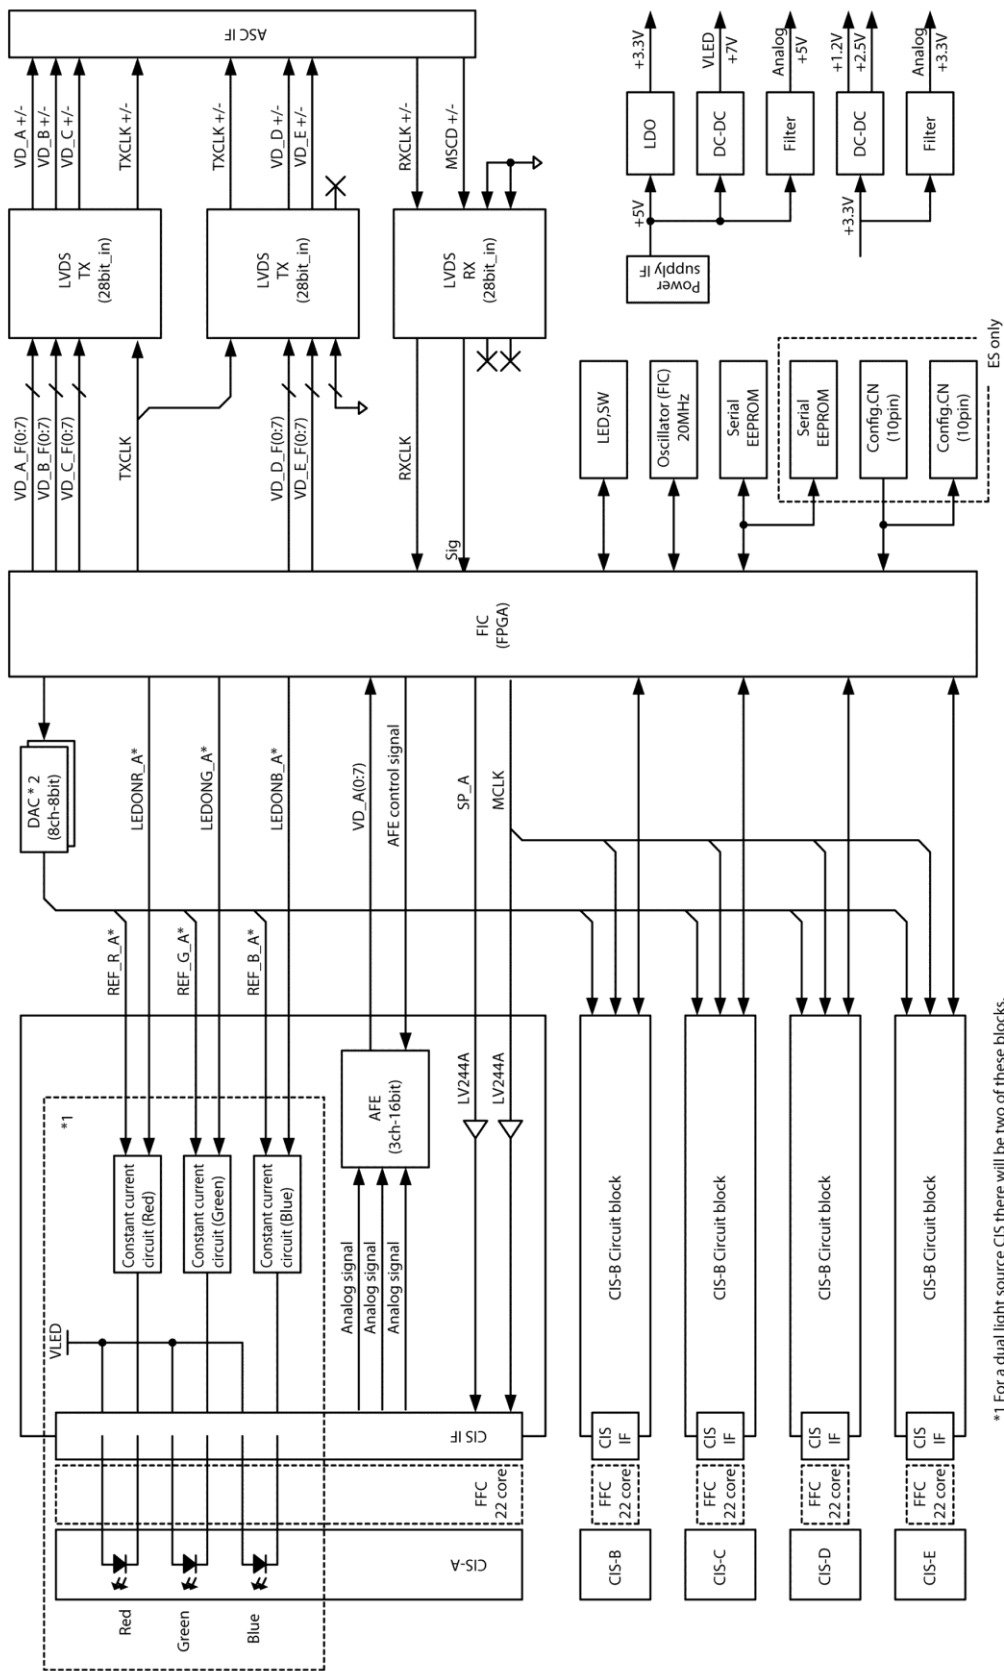 ASC IF
VD_A +/-
VD_B +/-
VD_C +/-
TXCLK +/-
TXCLK +/-
VD_D +/-
VD_E +/-
RXCLK +/-
MSCD +/-
LVDS
TX
(28bit_in)
LVDS
TX
(28bit_in)
LVDS
RX
(28bit_in)
VD_A_F(0:7)
VD_B_F(0:7)
VD_C_F(0:7)
TXCLK
VD_D_F(0:7)
VD_E_F(0:7)
RXCLK
Sig
+3.3V
VLED
+7V
Analog
+5V
+1.2V
+2.5V
Analog
+3.3V
LDO
DC-DC
Filter
DC-DC
Filter
+5V
+3.3V
Power
supply IF
LED,SW
Oscillator (FIC)
20MHz
Serial
EEPROM
Serial
EEPROM
Config.CN
(10pin)
Config.CN
(10pin)
ES only
FIC
(FPGA)
DAC * 2
(8ch-8bit)
LEDONR_A*
LEDONG_A*
LEDONB_A*
VD_A(0:7)
AFE control signal
SP_A
MCLK
REF_R_A*
REF_G_A*
REF_B_A*
*1
Constant current
circuit (Red)
Constant current
circuit (Green)
Constant current
circuit (Blue)
AFE
(3ch-16bit)
LV244A
LV244A
Analog signal
Analog signal
Analog signal
VLED
CIS IF
FFC
22 core
CIS-A
Red
Green
Blue
CIS-B Circuit block
CIS-B Circuit block
CIS-B Circuit block
CIS-B Circuit block
CIS
IF
CIS
IF
CIS
IF
CIS
IF
FFC
22 core
FFC
22 core
FFC
22 core
FFC
22 core
CIS-B
CIS-C
CIS-D
CIS-E
*1 For a dual light source CIS there will be two of these blocks.